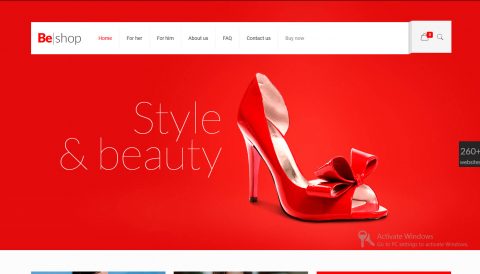 Be|shop
Home
For her
For him
About us
FAQ
Contact us
Buy now
Style
& beauty
260+
websites
Activate Windows
Go to PC settings to activate Windows.